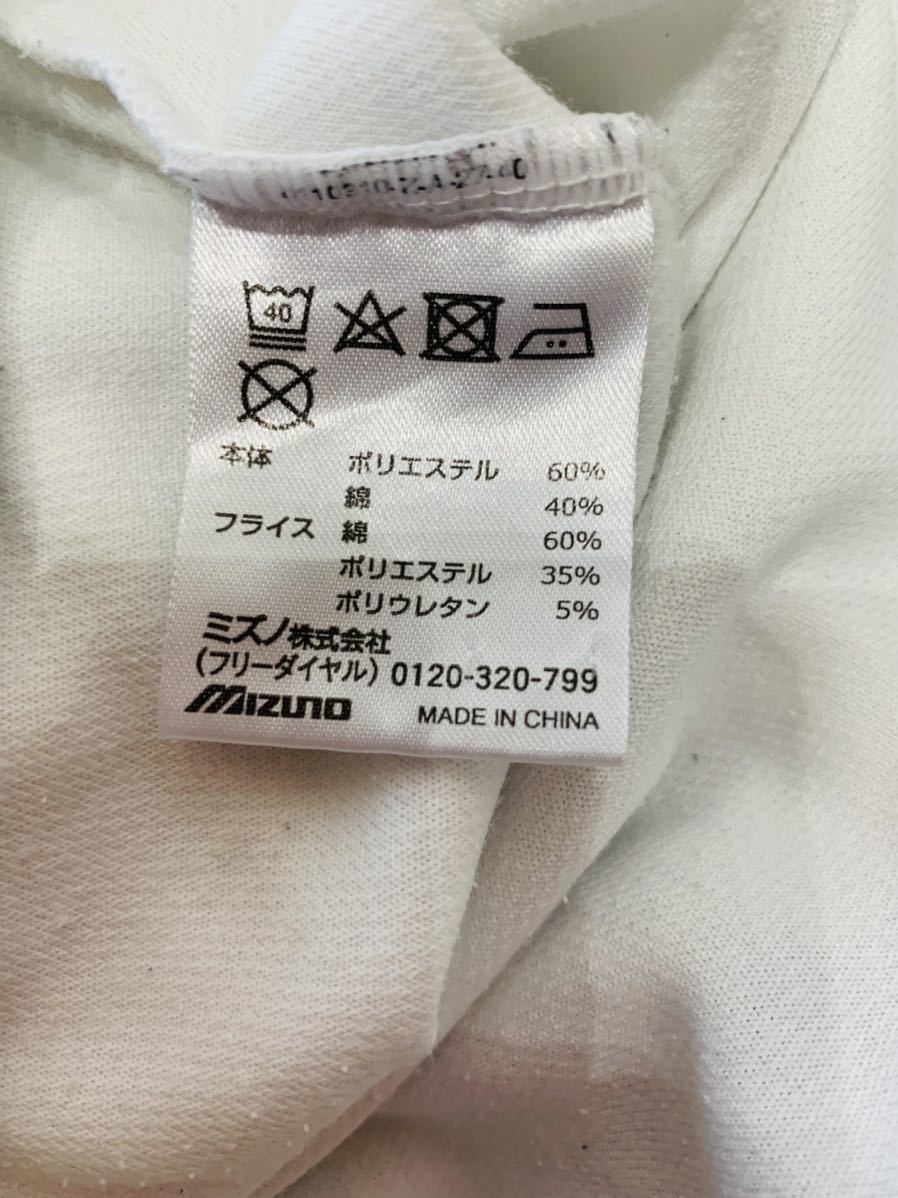 40
本体 ポリエステル 60%
綿 40%
フライス 綿 60%
ポリエステル 35%
ポリウレタン 5%
ミズノ株式会社
(フリーダイヤル) 0120-320-799
MIZUNO MADE IN CHINA